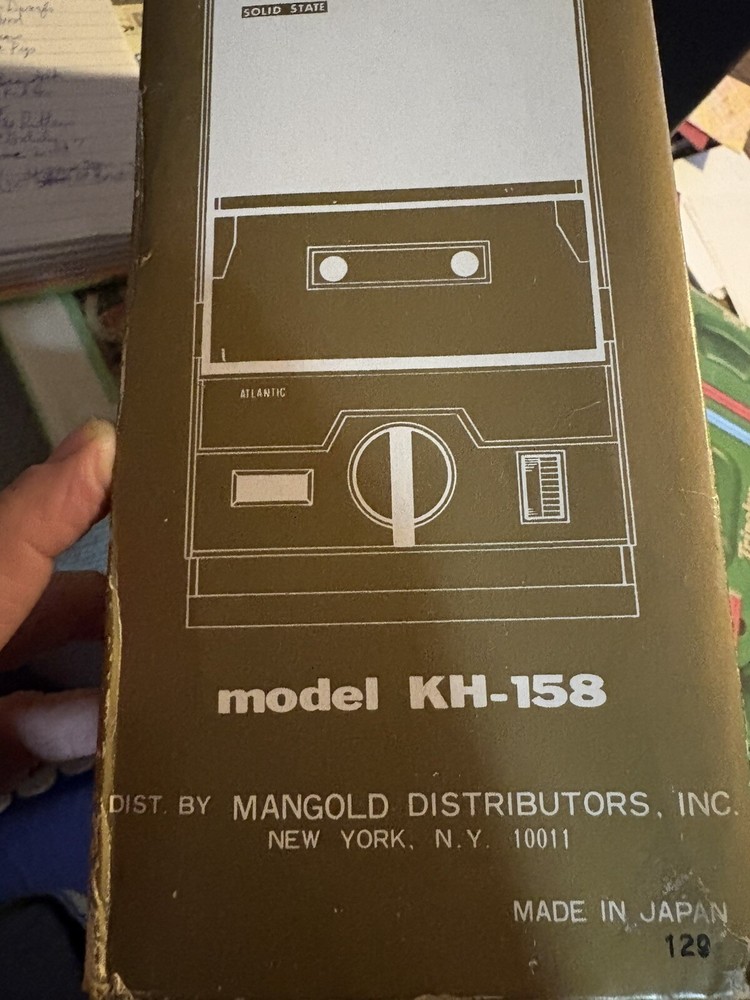 SOLID STATE
ATLANTIC
model KH-158
DIST. BY MANGOLD DISTRIBUTORS, INC.
NEW YORK, N.Y. 10011
MADE IN JAPAN
129